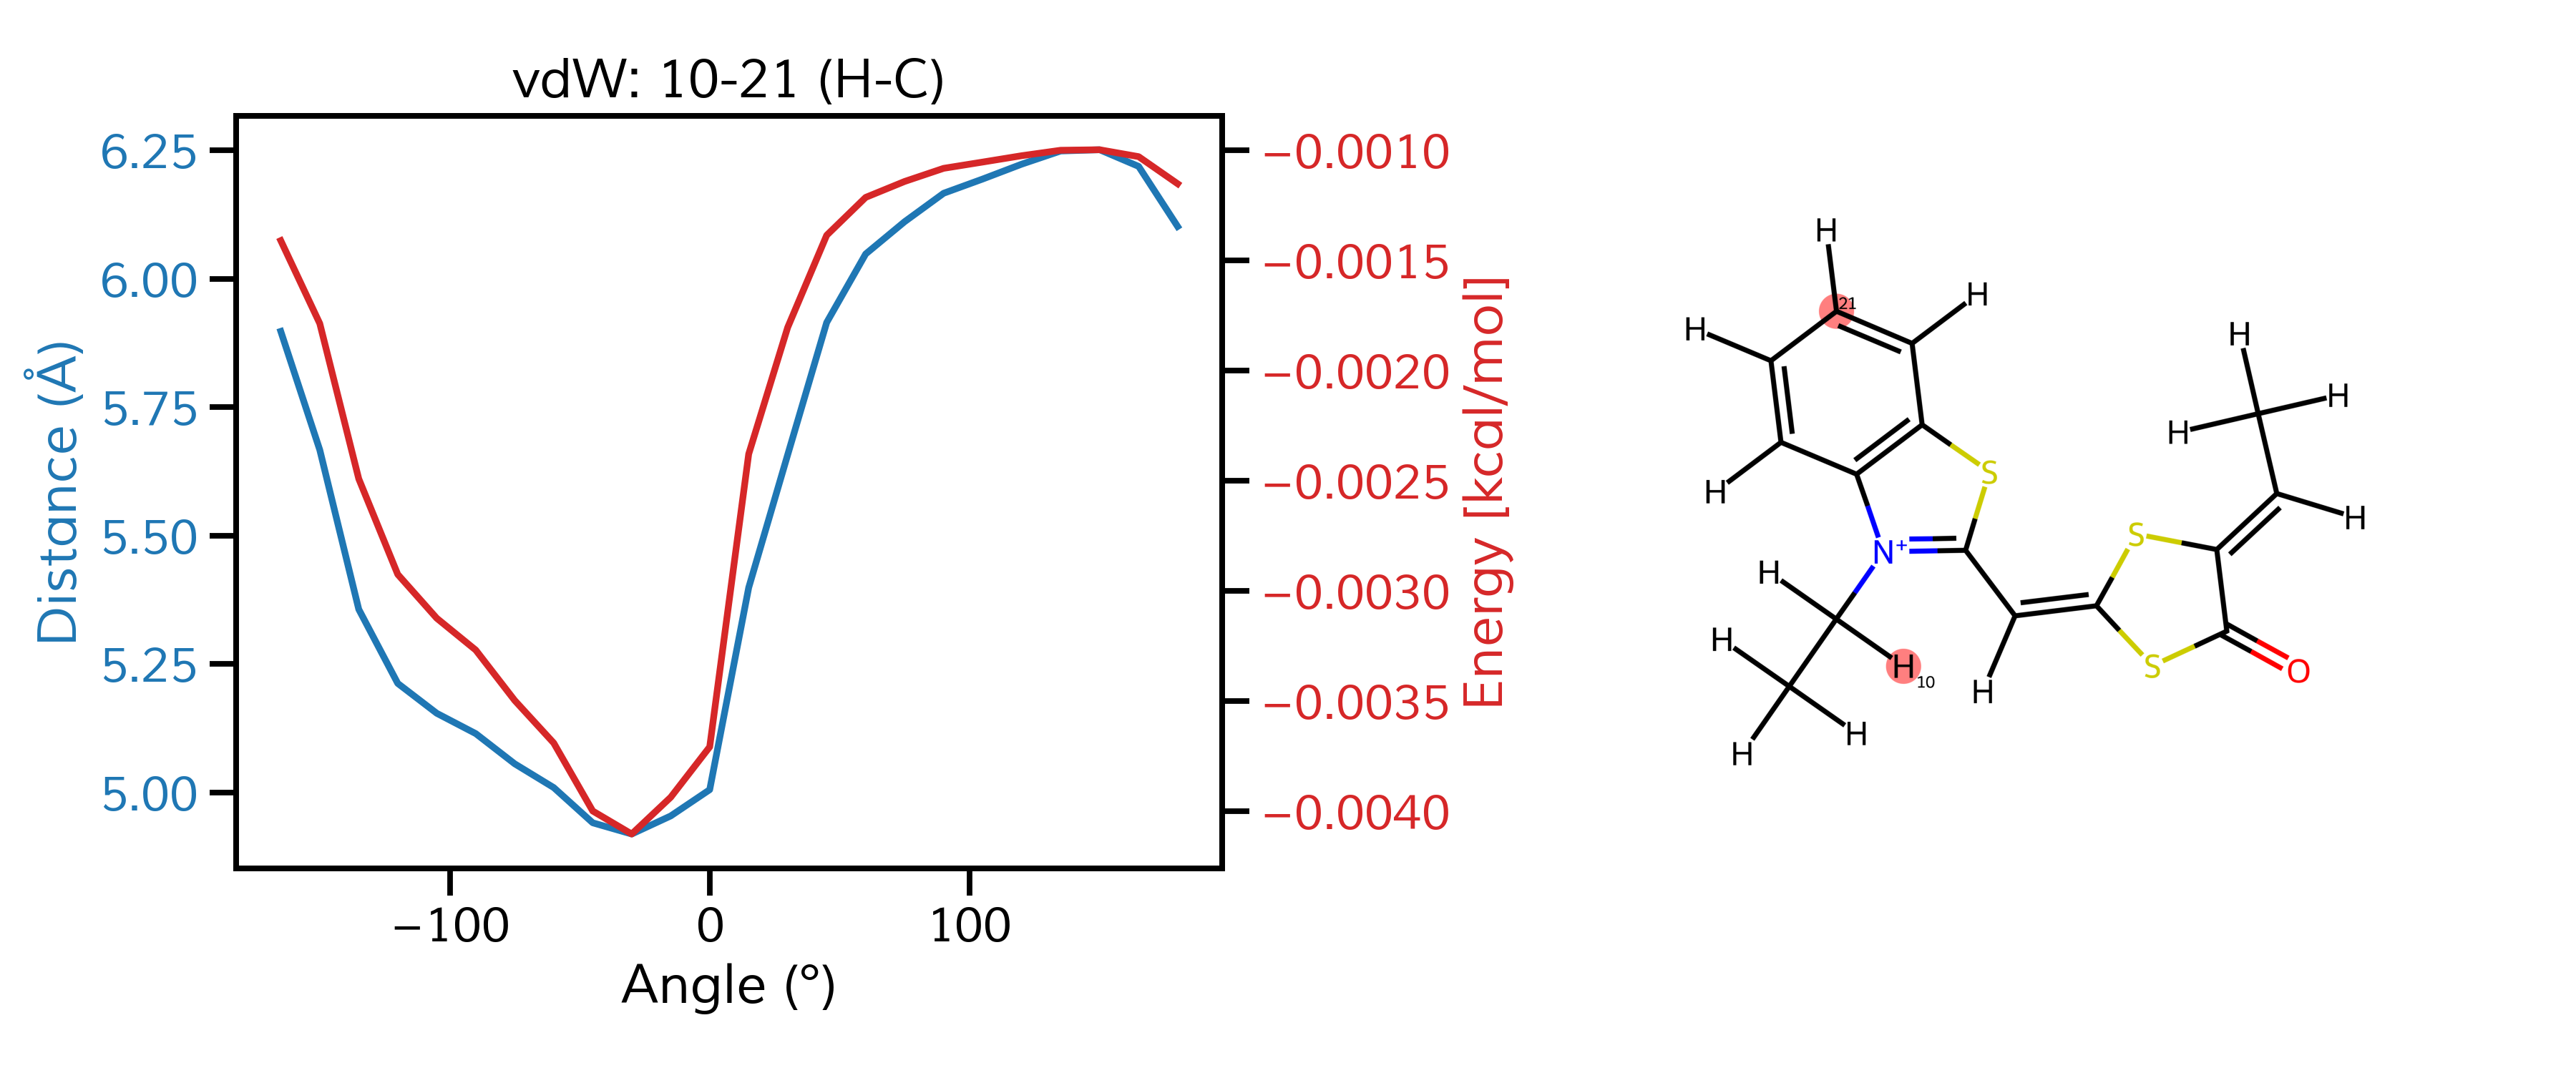 vdW: 10-21 (H-C)
6.25
6.00
5.75
5.50
5.25
5.00
Distance (Å)
−0.0010
−0.0015
−0.0020
−0.0025
−0.0030
−0.0035
−0.0040
Energy [kcal/mol]
−100
0
100
Angle (°)
H
H
21
H
H
H
H
H
S
H
H
S
N+
H
H
H
10
H
S
O
H
H